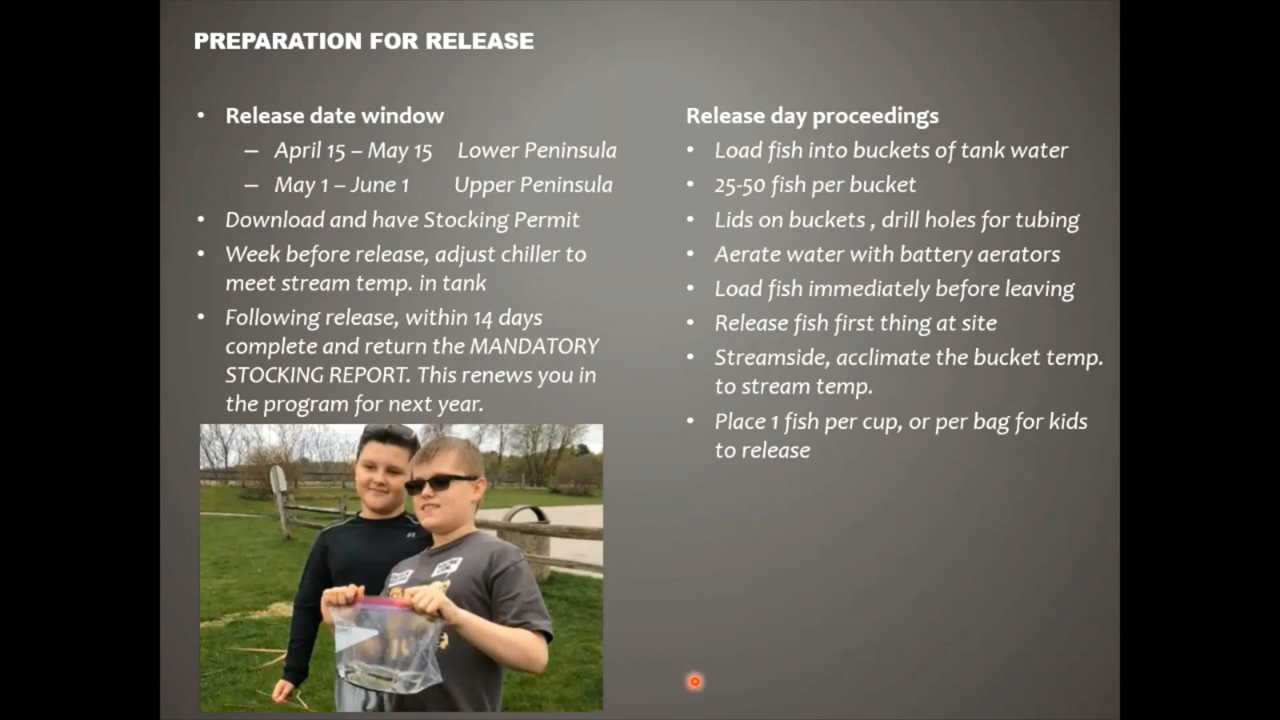 PREPARATION FOR RELEASE
• Release date window
– April 15 – May 15 Lower Peninsula
– May 1 – June 1 Upper Peninsula
• Download and have Stocking Permit
• Week before release, adjust chiller to
meet stream temp. in tank
• Following release, within 14 days
complete and return the MANDATORY
STOCKING REPORT. This renews you in
the program for next year.
Release day proceedings
• Load fish into buckets of tank water
• 25-50 fish per bucket
• Lids on buckets , drill holes for tubing
• Aerate water with battery aerators
• Load fish immediately before leaving
• Release fish first thing at site
• Streamside, acclimate the bucket temp.
to stream temp.
• Place 1 fish per cup, or per bag for kids
to release